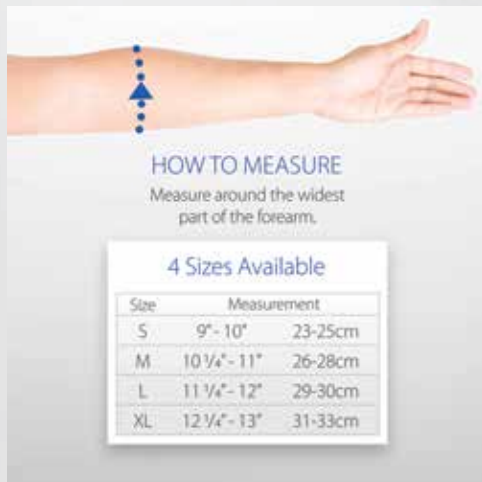 HOW TO MEASURE
Measure around the widest
part of the forearm.
4 Sizes Available
Size Measurement
S 9" - 10" 23-25cm
M 10 1/4" - 11" 26-28cm
L 11 1/4" - 12" 29-30cm
XL 12 1/4" - 13" 31-33cm